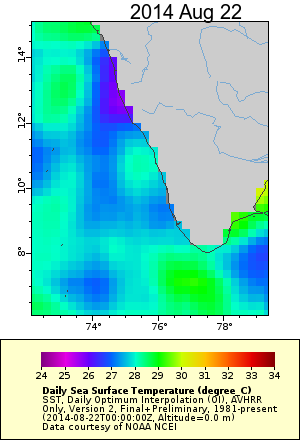 2014 Aug 22
14°
12°
10°
8°
74°
76°
78°
24 25 26 27 28 29 30 31 32 33 34
Daily Sea Surface Temperature (degree_C)
SST, Daily Optimum Interpolation (OI), AVHRR
Only, Version 2, Final+Preliminary, 1981-present
(2014-08-22T00:00:00Z, Altitude=0.0 m)
Data courtesy of NOAA NCEI